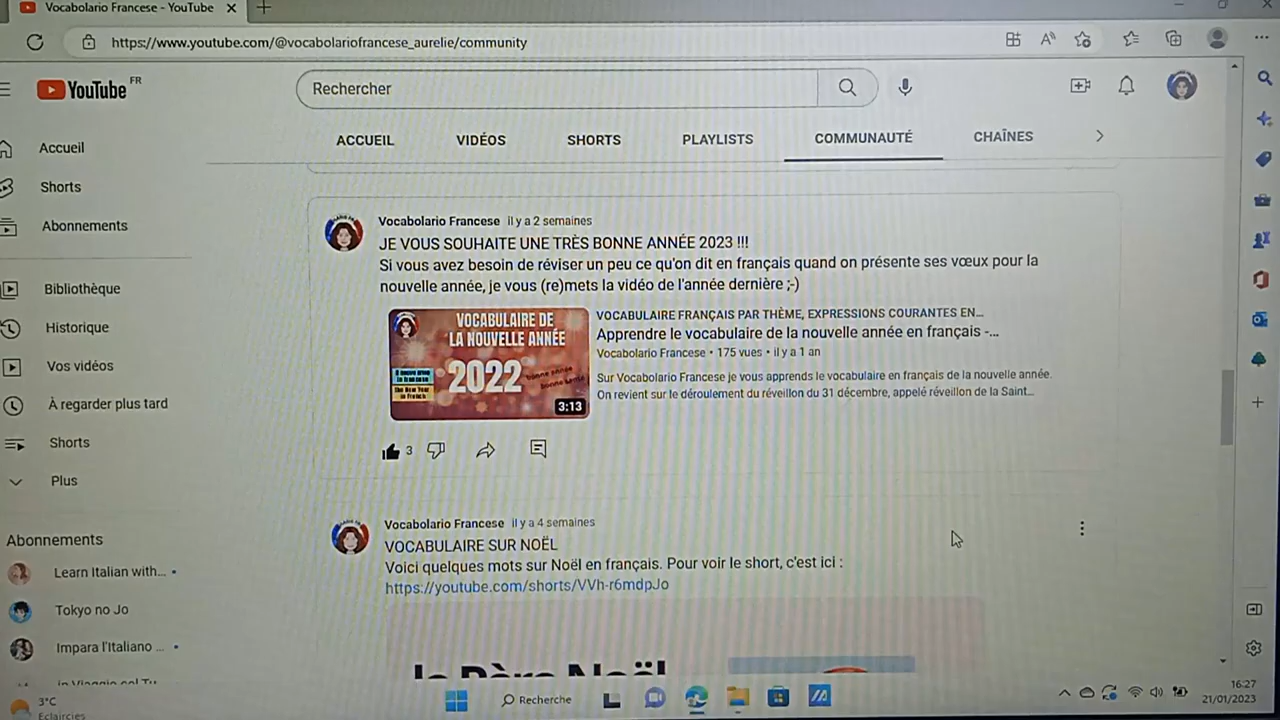 Vocabolario Francese - YouTube
https://www.youtube.com/@vocabolariofrancese_aurelie/community
YouTube FR
Rechercher
ACCUEIL VIDÉOS SHORTS PLAYLISTS COMMUNAUTÉ CHAÎNES
Accueil
Shorts
Abonnements
Bibliothèque
Historique
Vos vidéos
À regarder plus tard
Shorts
Plus
Abonnements
Learn Italian with...
Tokyo no Jo
Impara l'Italiano ...
Vocabolario Francese il y a 2 semaines
JE VOUS SOUHAITE UNE TRÈS BONNE ANNÉE 2023 !!!
Si vous avez besoin de réviser un peu ce qu'on dit en français quand on présente ses vœux pour la
nouvelle année, je vous (re)mets la vidéo de l'année dernière ;-)
VOCABULAIRE DE
LA NOUVELLE ANNÉE
2022
bonne année
bonne santé
3:13
VOCABULAIRE FRANÇAIS PAR THÈME, EXPRESSIONS COURANTES EN...
Apprendre le vocabulaire de la nouvelle année en français -...
Vocabolario Francese • 175 vues • il y a 1 an
Sur Vocabolario Francese je vous apprends le vocabulaire en français de la nouvelle année.
On revient sur le déroulement du réveillon du 31 décembre, appelé réveillon de la Saint...
3
Vocabolario Francese il y a 4 semaines
VOCABULAIRE SUR NOËL
Voici quelques mots sur Noël en français. Pour voir le short, c'est ici :
https://youtube.com/shorts/VVh-r6mdpJo
le Père Noël
3°C
Eclaircies
Recherche
16:27
21/01/2023